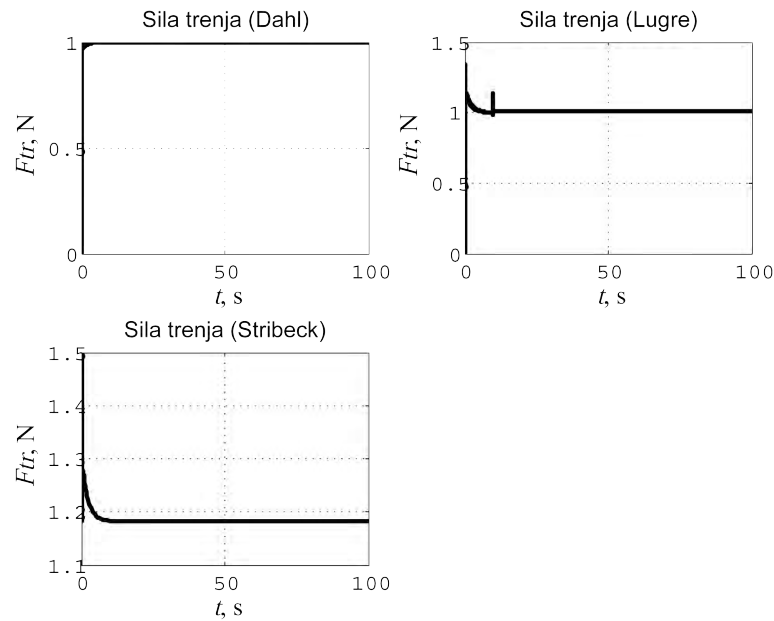 Sila trenja (Dahl)
1
0.5
0
Ftr, N
0 50 100
t, s
Sila trenja (Lugre)
1.5
1
0.5
0
Ftr, N
0 50 100
t, s
Sila trenja (Stribeck)
1.5
1.4
1.3
1.2
1.1
Ftr, N
0 50 100
t, s